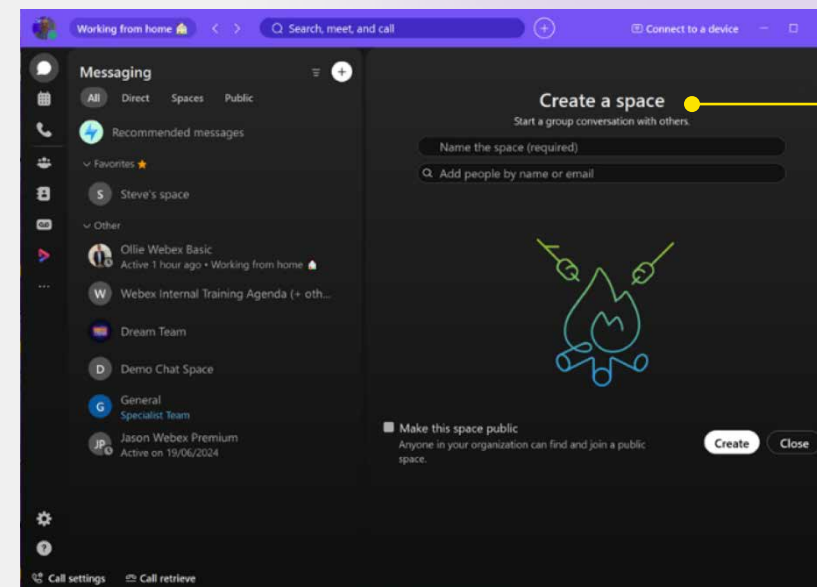 Working from home
Search, meet, and call
Connect to a device
Messaging
All Direct Spaces Public
Recommended messages
Favorites
S Steve's space
Other
Ollie Webex Basic
Active 1 hour ago • Working from home
W Webex Internal Training Agenda (+ oth...
Dream Team
D Demo Chat Space
G General
Specialist Team
JP Jason Webex Premium
Active on 19/06/2024
Call settings Call retrieve
Create a space
Start a group conversation with others.
Name the space (required)
Add people by name or email
Make this space public
Anyone in your organization can find and join a public
space.
Create Close